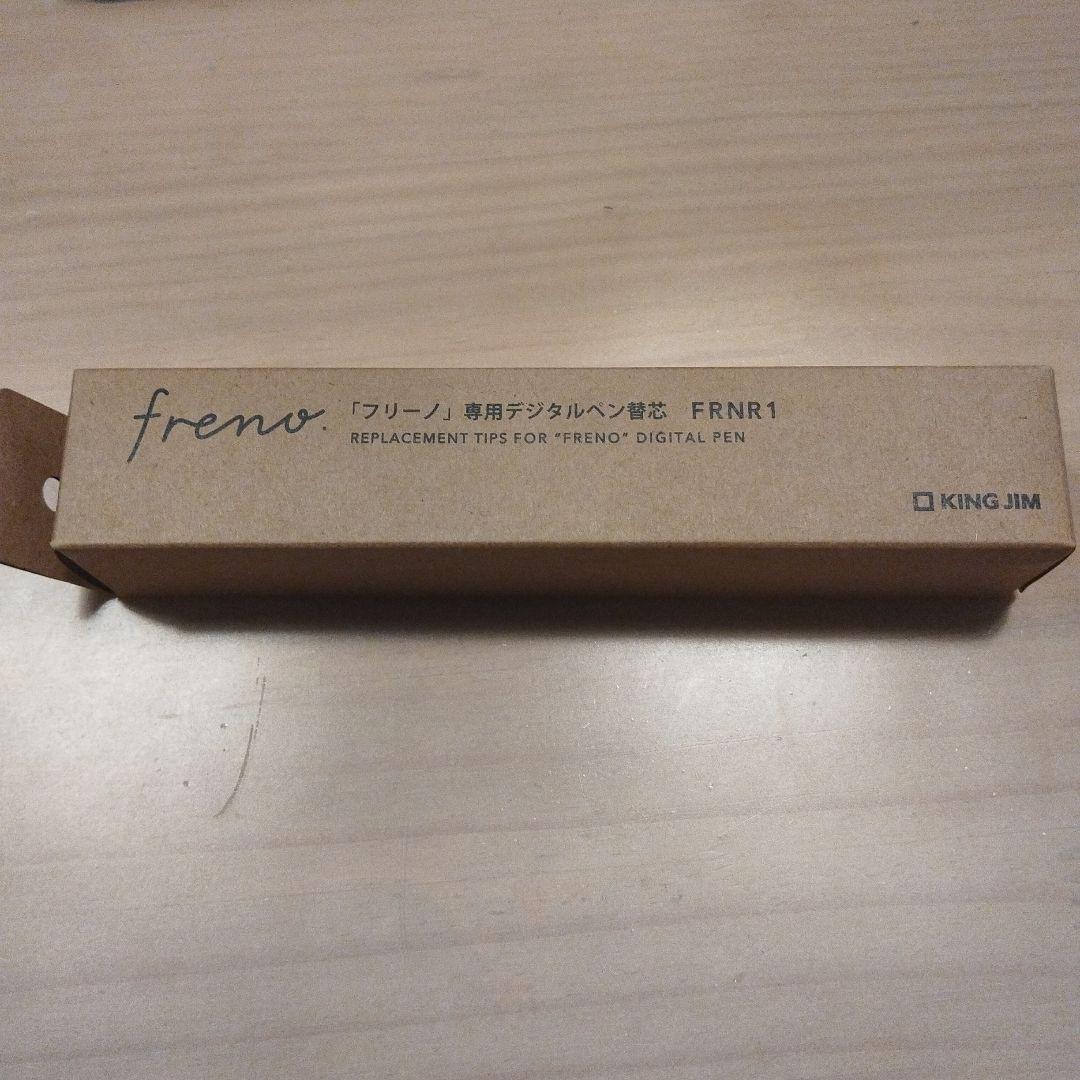 freno.
「フリーノ」専用デジタルペン替芯 FRNR1
REPLACEMENT TIPS FOR "FRENO" DIGITAL PEN
KING JIM